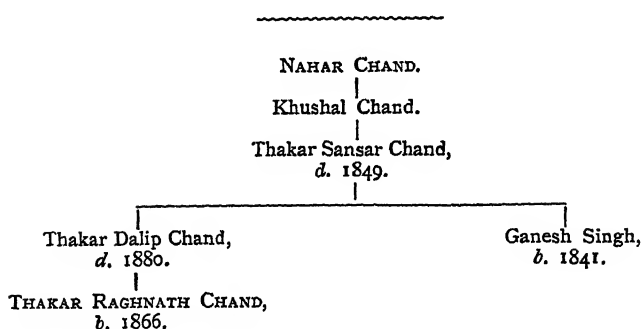 NAHAR CHAND.
Khushal Chand.
Thakar Sansar Chand,
d. 1849.
Thakar Dalip Chand,
d. 1880.
Ganesh Singh,
b. 1841.
THAKAR RAGHNATH CHAND,
b. 1866.